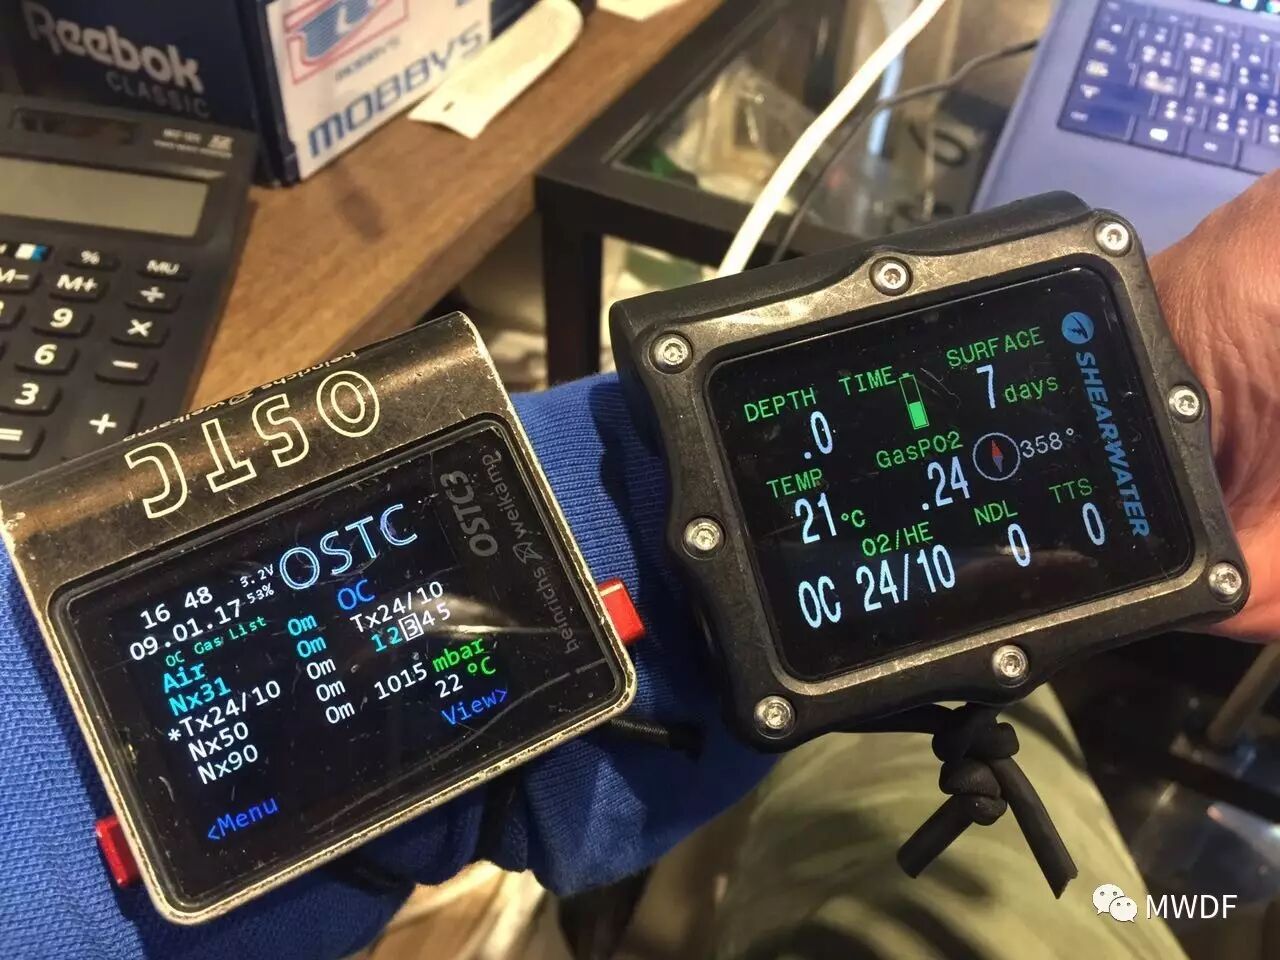 Reebok
CLASSIC
MOBBY'S
MOBBY'S
%
MU
M-
M+
÷
9
×
6
−
3
+
=
heinrichs weikamp
OSTC
OSTC3
heinrichs weikamp
16 48
09.01.17
3.2V
53%
OSTC
OC
OC Gas List
Air 0m
Nx31 0m
*Tx24/10 0m
Nx50 0m
Nx90 0m
Tx24/10
12345
1015 mbar
22 °C
<Menu
View>
SHEARWATER
DEPTH TIME SURFACE
.0 7 days
TEMP GasPO2
21 °C .24 358°
O2/HE NDL TTS
OC 24/10 0 0
MWDF